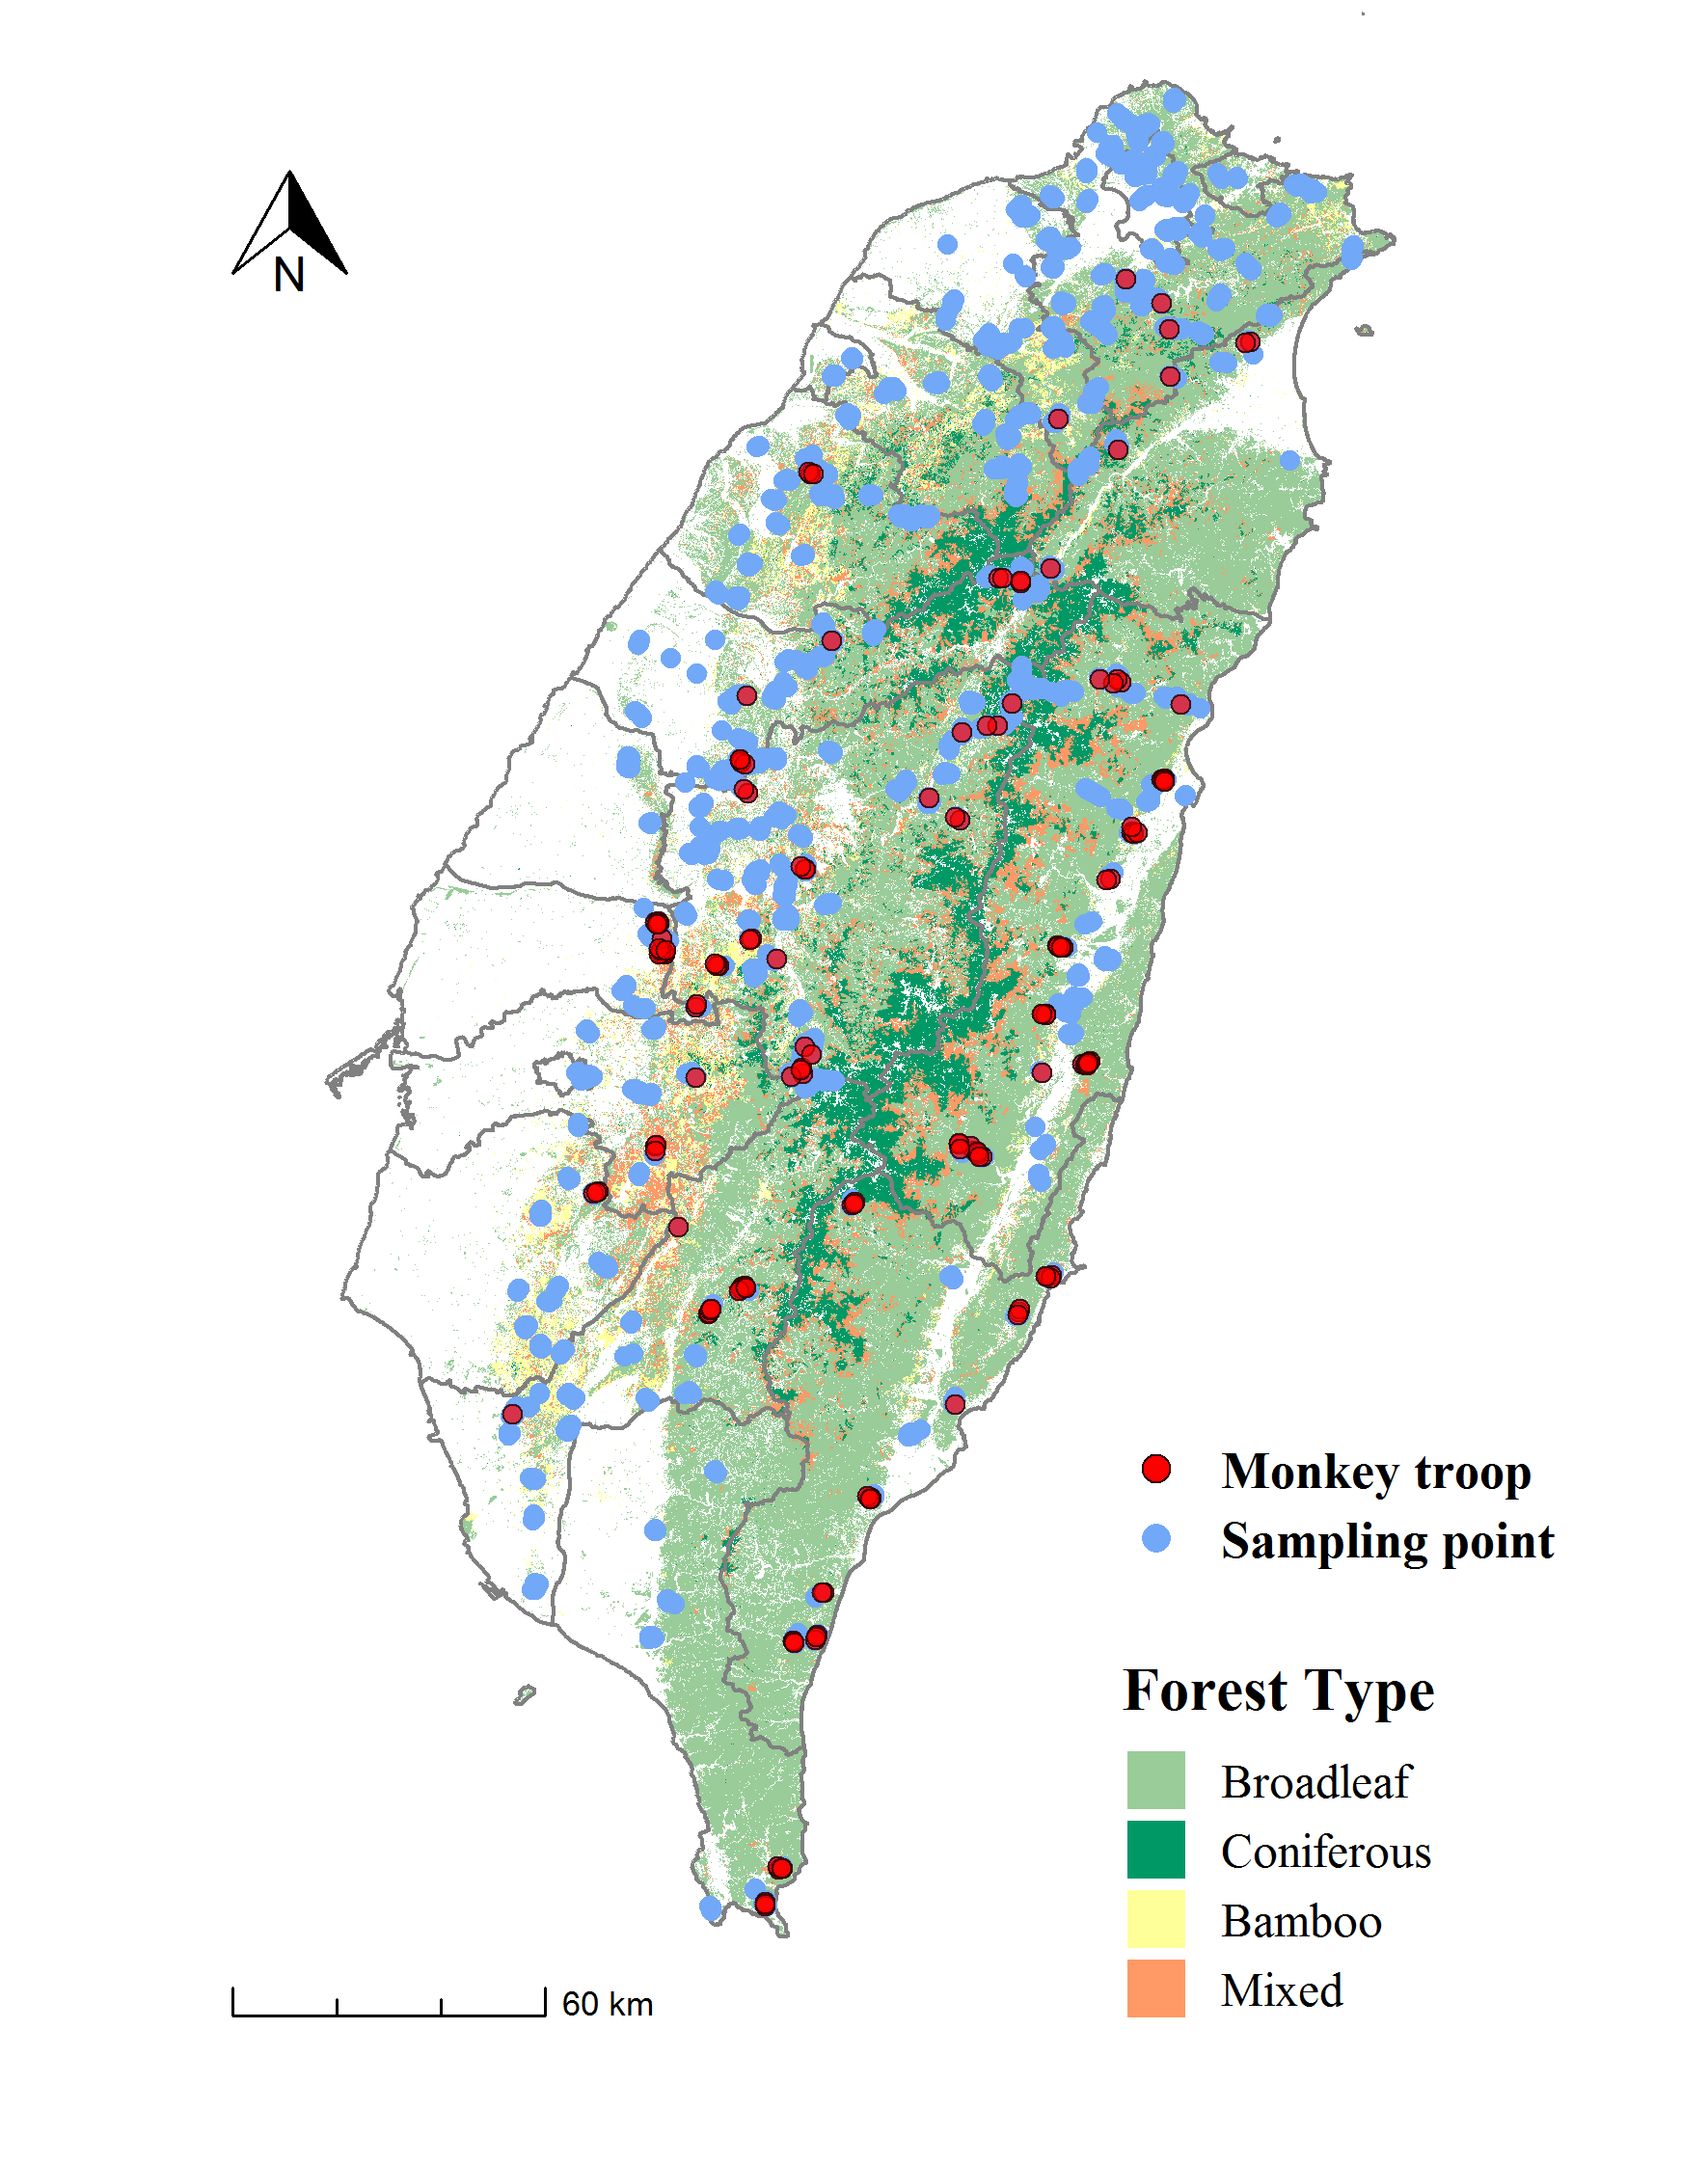 N
Monkey troop
Sampling point
Forest Type
Broadleaf
Coniferous
Bamboo
Mixed
60 km